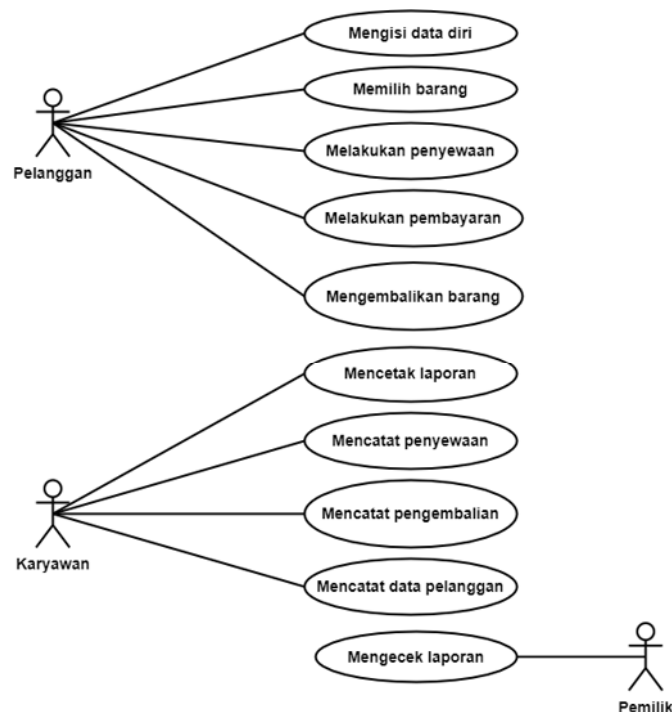 Mengisi data diri
Memilih barang
Pelanggan
Melakukan penyewaan
Melakukan pembayaran
Mengembalikan barang
Mencetak laporan
Mencatat penyewaan
Mencatat pengembalian
Karyawan
Mencatat data pelanggan
Mengecek laporan
Pemilik